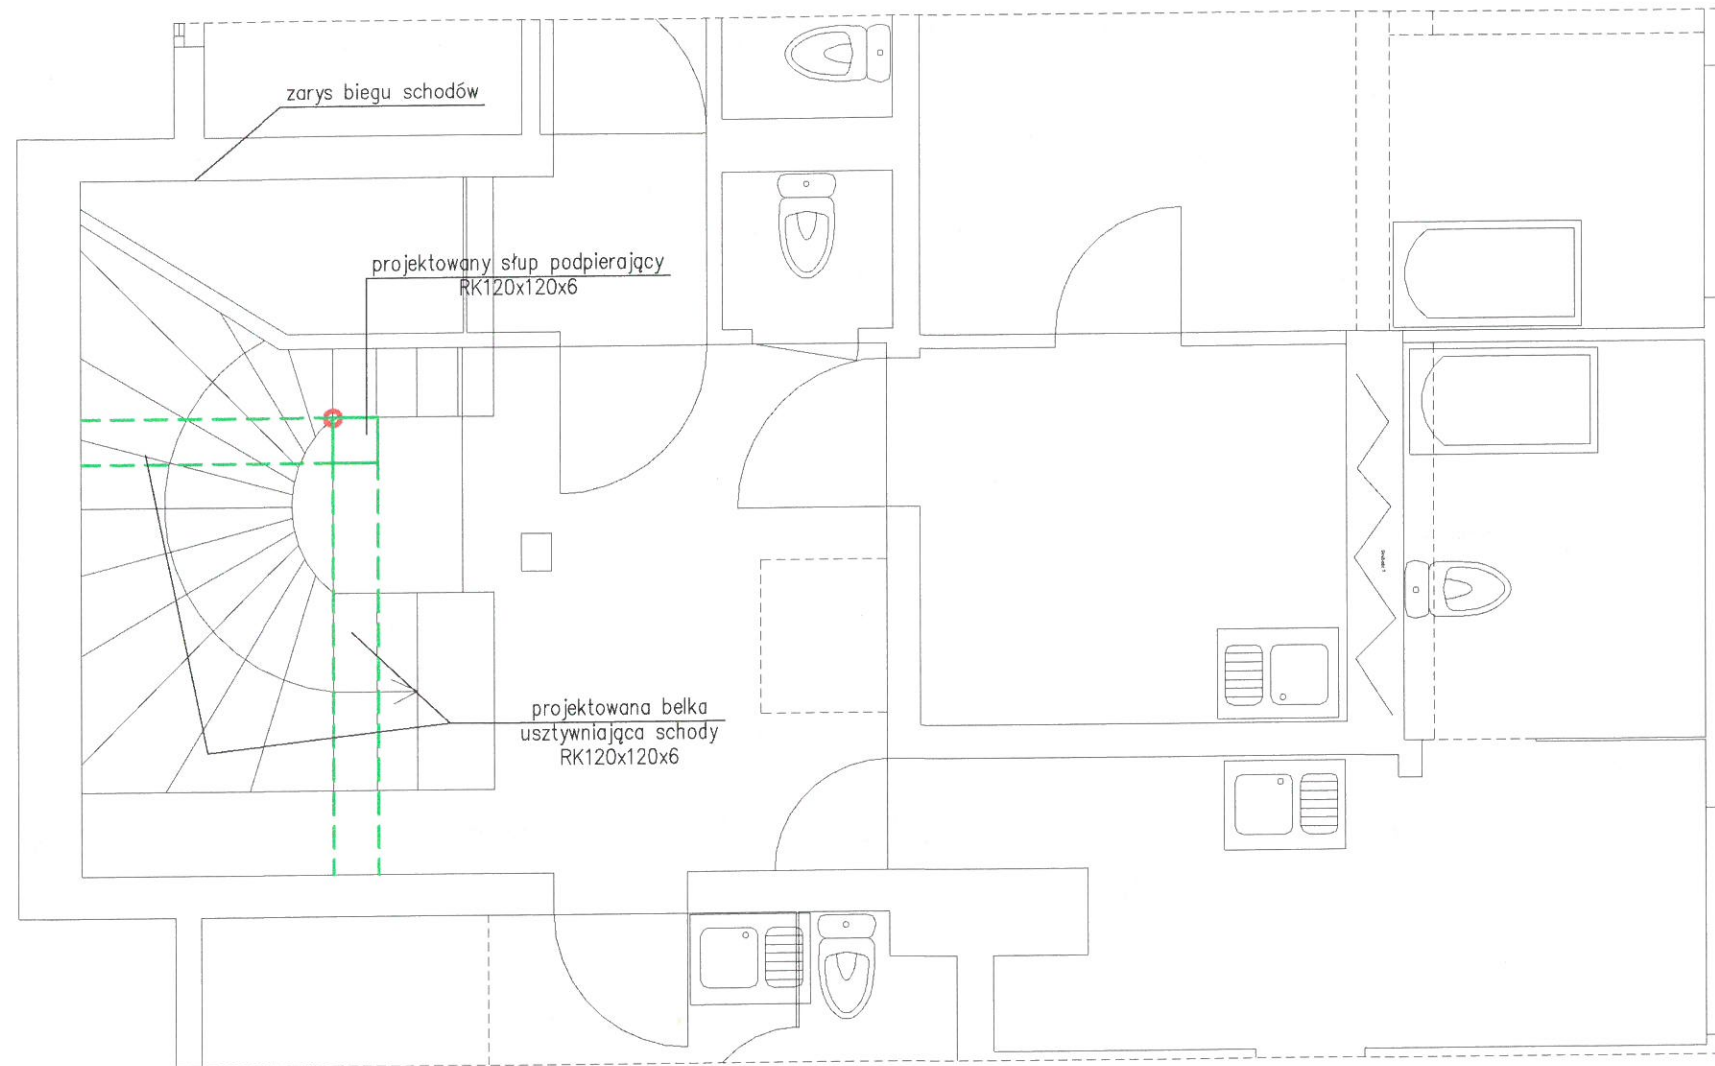 zarys biegu schodów
projektowany słup podpierający
RK120x120x6
projektowana belka
usztywniająca schody
RK120x120x6